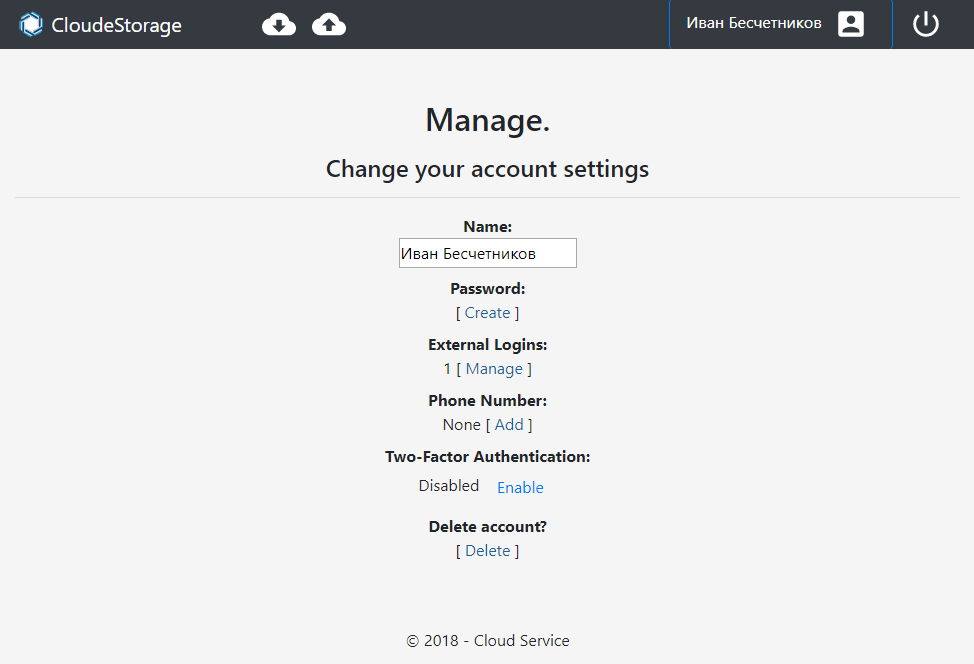 CloudeStorage
Иван Бесчетников
Manage.
Change your account settings
Name:
Иван Бесчетников
Password:
[ Create ]
External Logins:
1 [ Manage ]
Phone Number:
None [ Add ]
Two-Factor Authentication:
Disabled Enable
Delete account?
[ Delete ]
© 2018 - Cloud Service